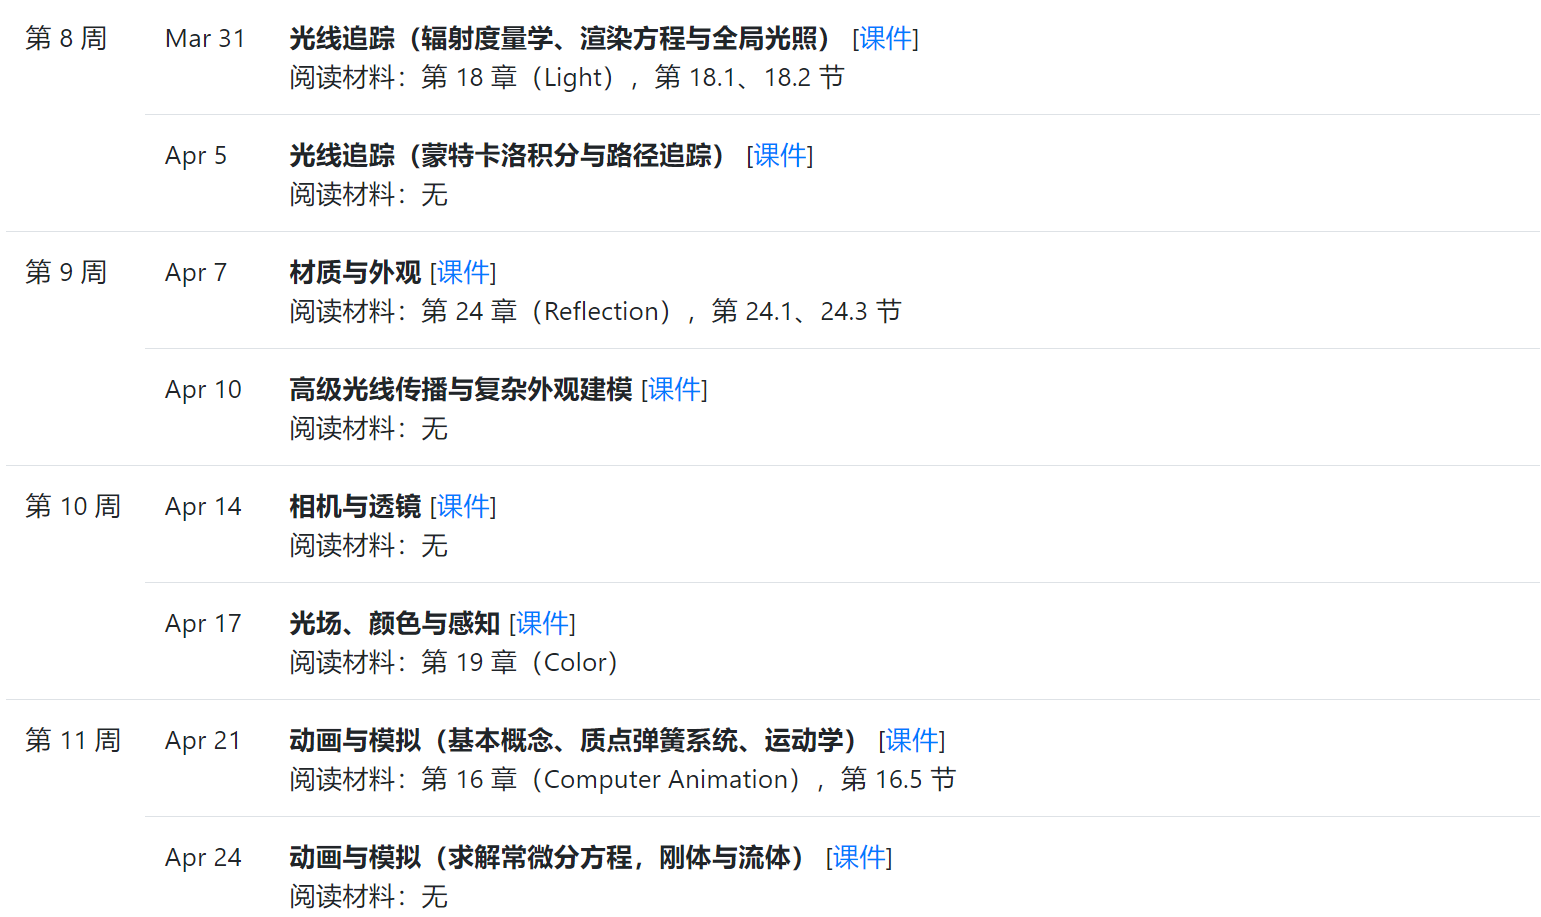 第 8 周 Mar 31 光线追踪（辐射度量学、渲染方程与全局光照） [课件]
阅读材料：第 18 章（Light），第 18.1、18.2 节
Apr 5 光线追踪（蒙特卡洛积分与路径追踪） [课件]
阅读材料：无
第 9 周 Apr 7 材质与外观 [课件]
阅读材料：第 24 章（Reflection），第 24.1、24.3 节
Apr 10 高级光线传播与复杂外观建模 [课件]
阅读材料：无
第 10 周 Apr 14 相机与透镜 [课件]
阅读材料：无
Apr 17 光场、颜色与感知 [课件]
阅读材料：第 19 章（Color）
第 11 周 Apr 21 动画与模拟（基本概念、质点弹簧系统、运动学） [课件]
阅读材料：第 16 章（Computer Animation），第 16.5 节
Apr 24 动画与模拟（求解常微分方程，刚体与流体） [课件]
阅读材料：无